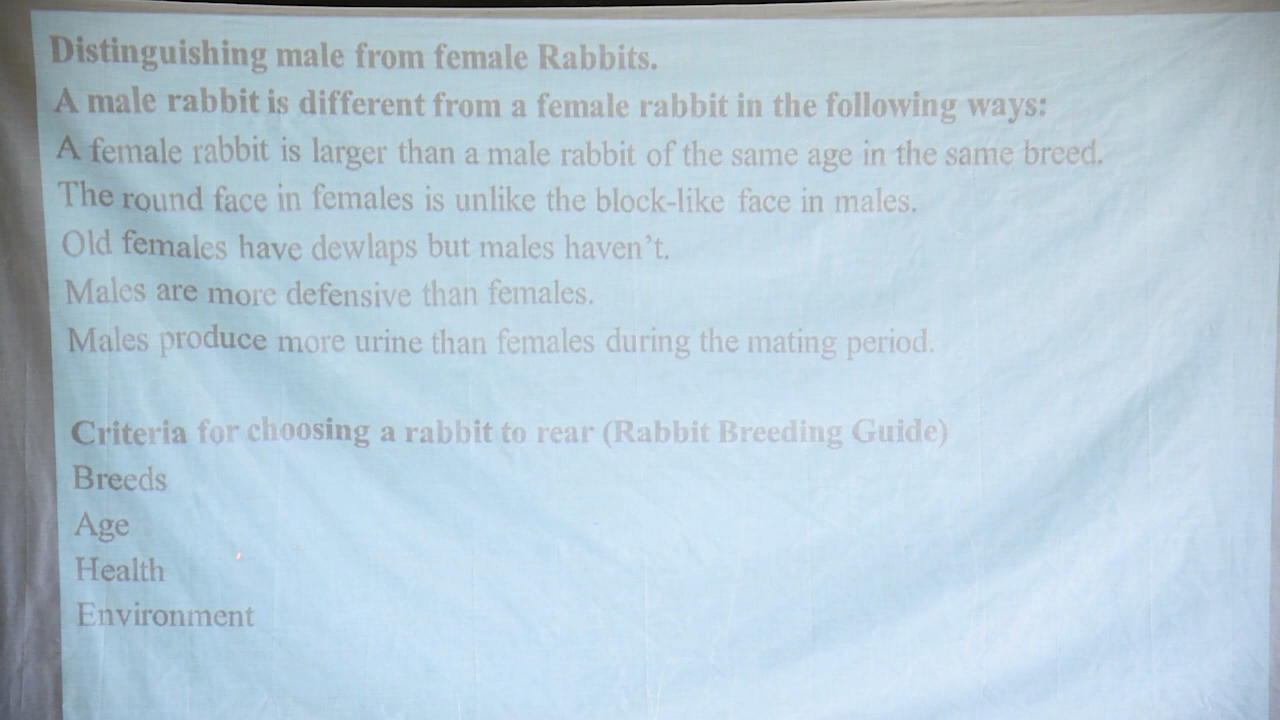 Distinguishing male from female Rabbits.
A male rabbit is different from a female rabbit in the following ways:
A female rabbit is larger than a male rabbit of the same age in the same breed.
The round face in females is unlike the block-like face in males.
Old females have dewlaps but males haven’t.
Males are more defensive than females.
Males produce more urine than females during the mating period.
Criteria for choosing a rabbit to rear (Rabbit Breeding Guide)
Breeds
Age
Health
Environment